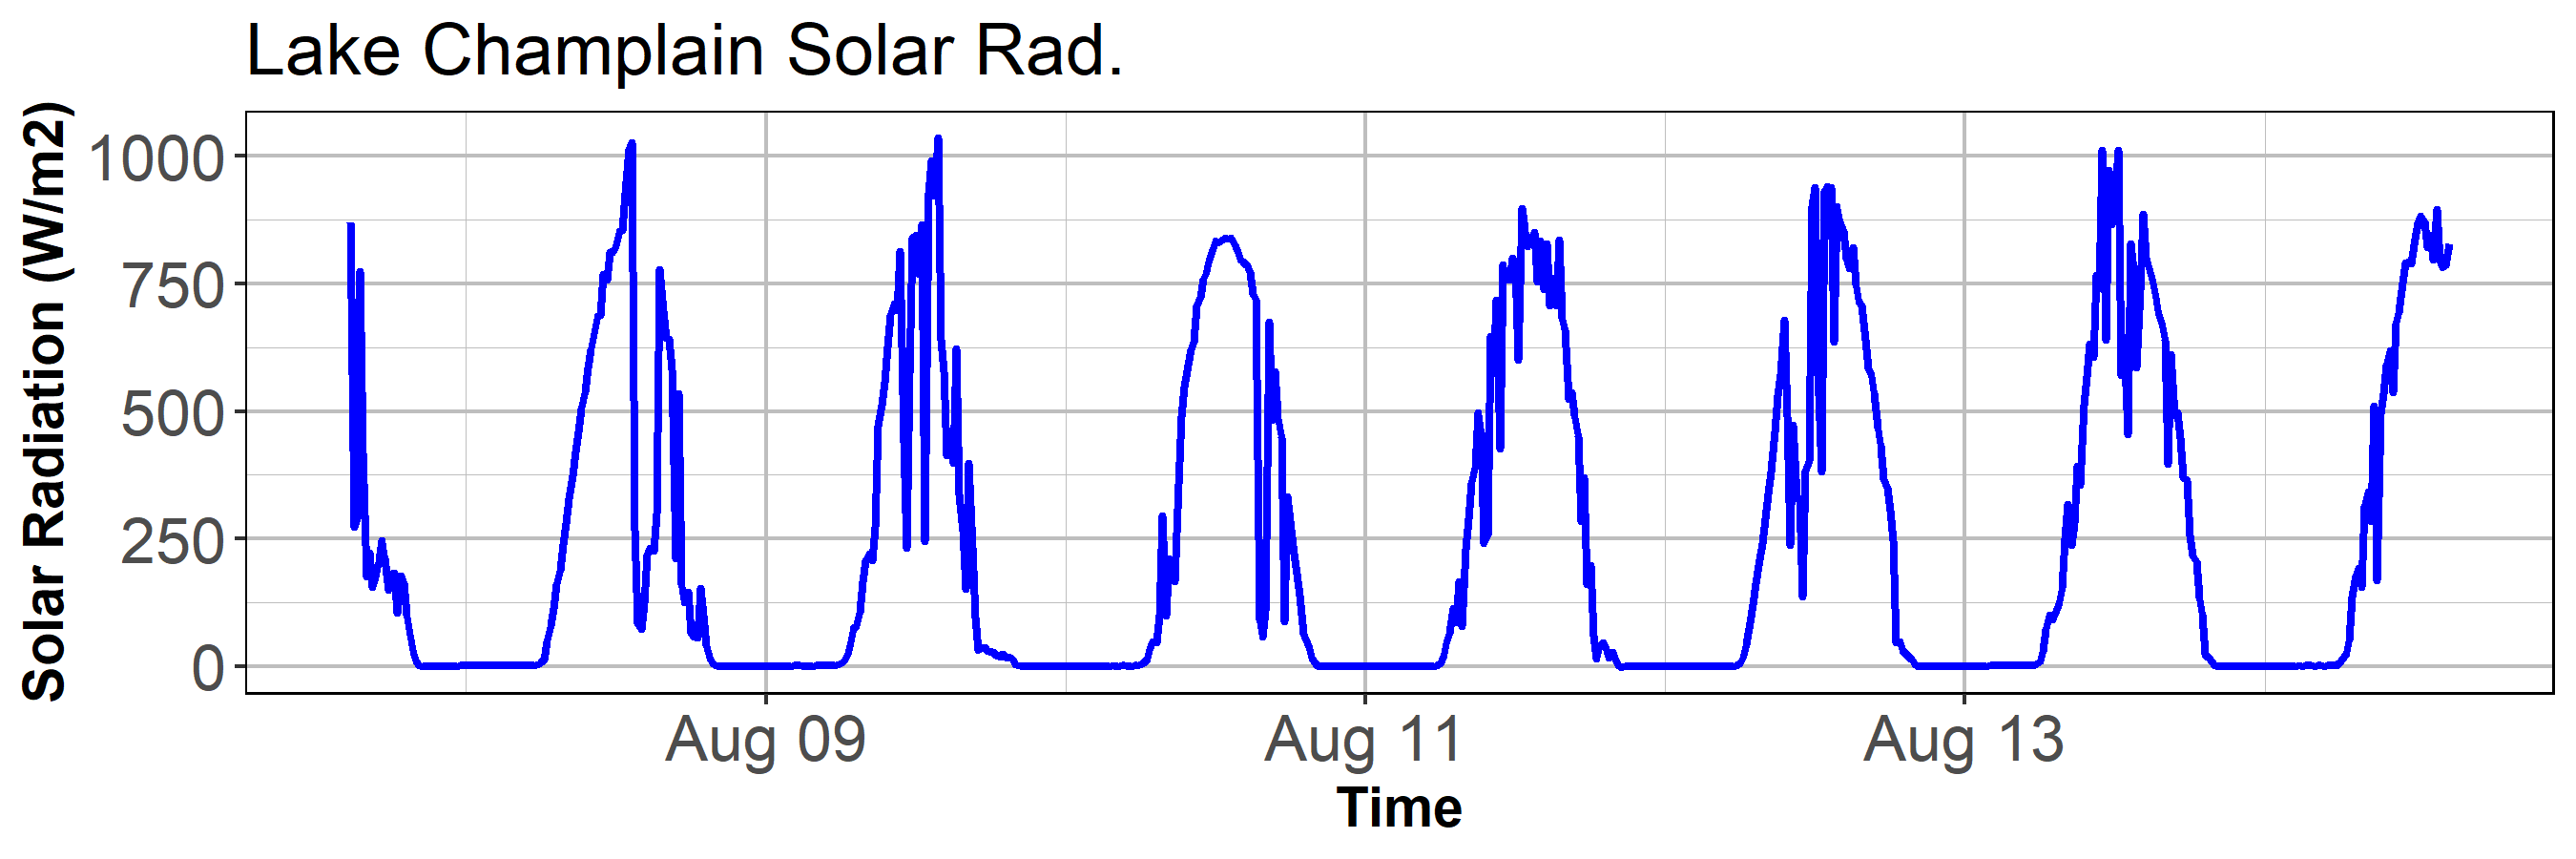 Lake Champlain Solar Rad.
Solar Radiation (W/m2)
1000
750
500
250
0
Aug 09
Aug 11
Aug 13
Time